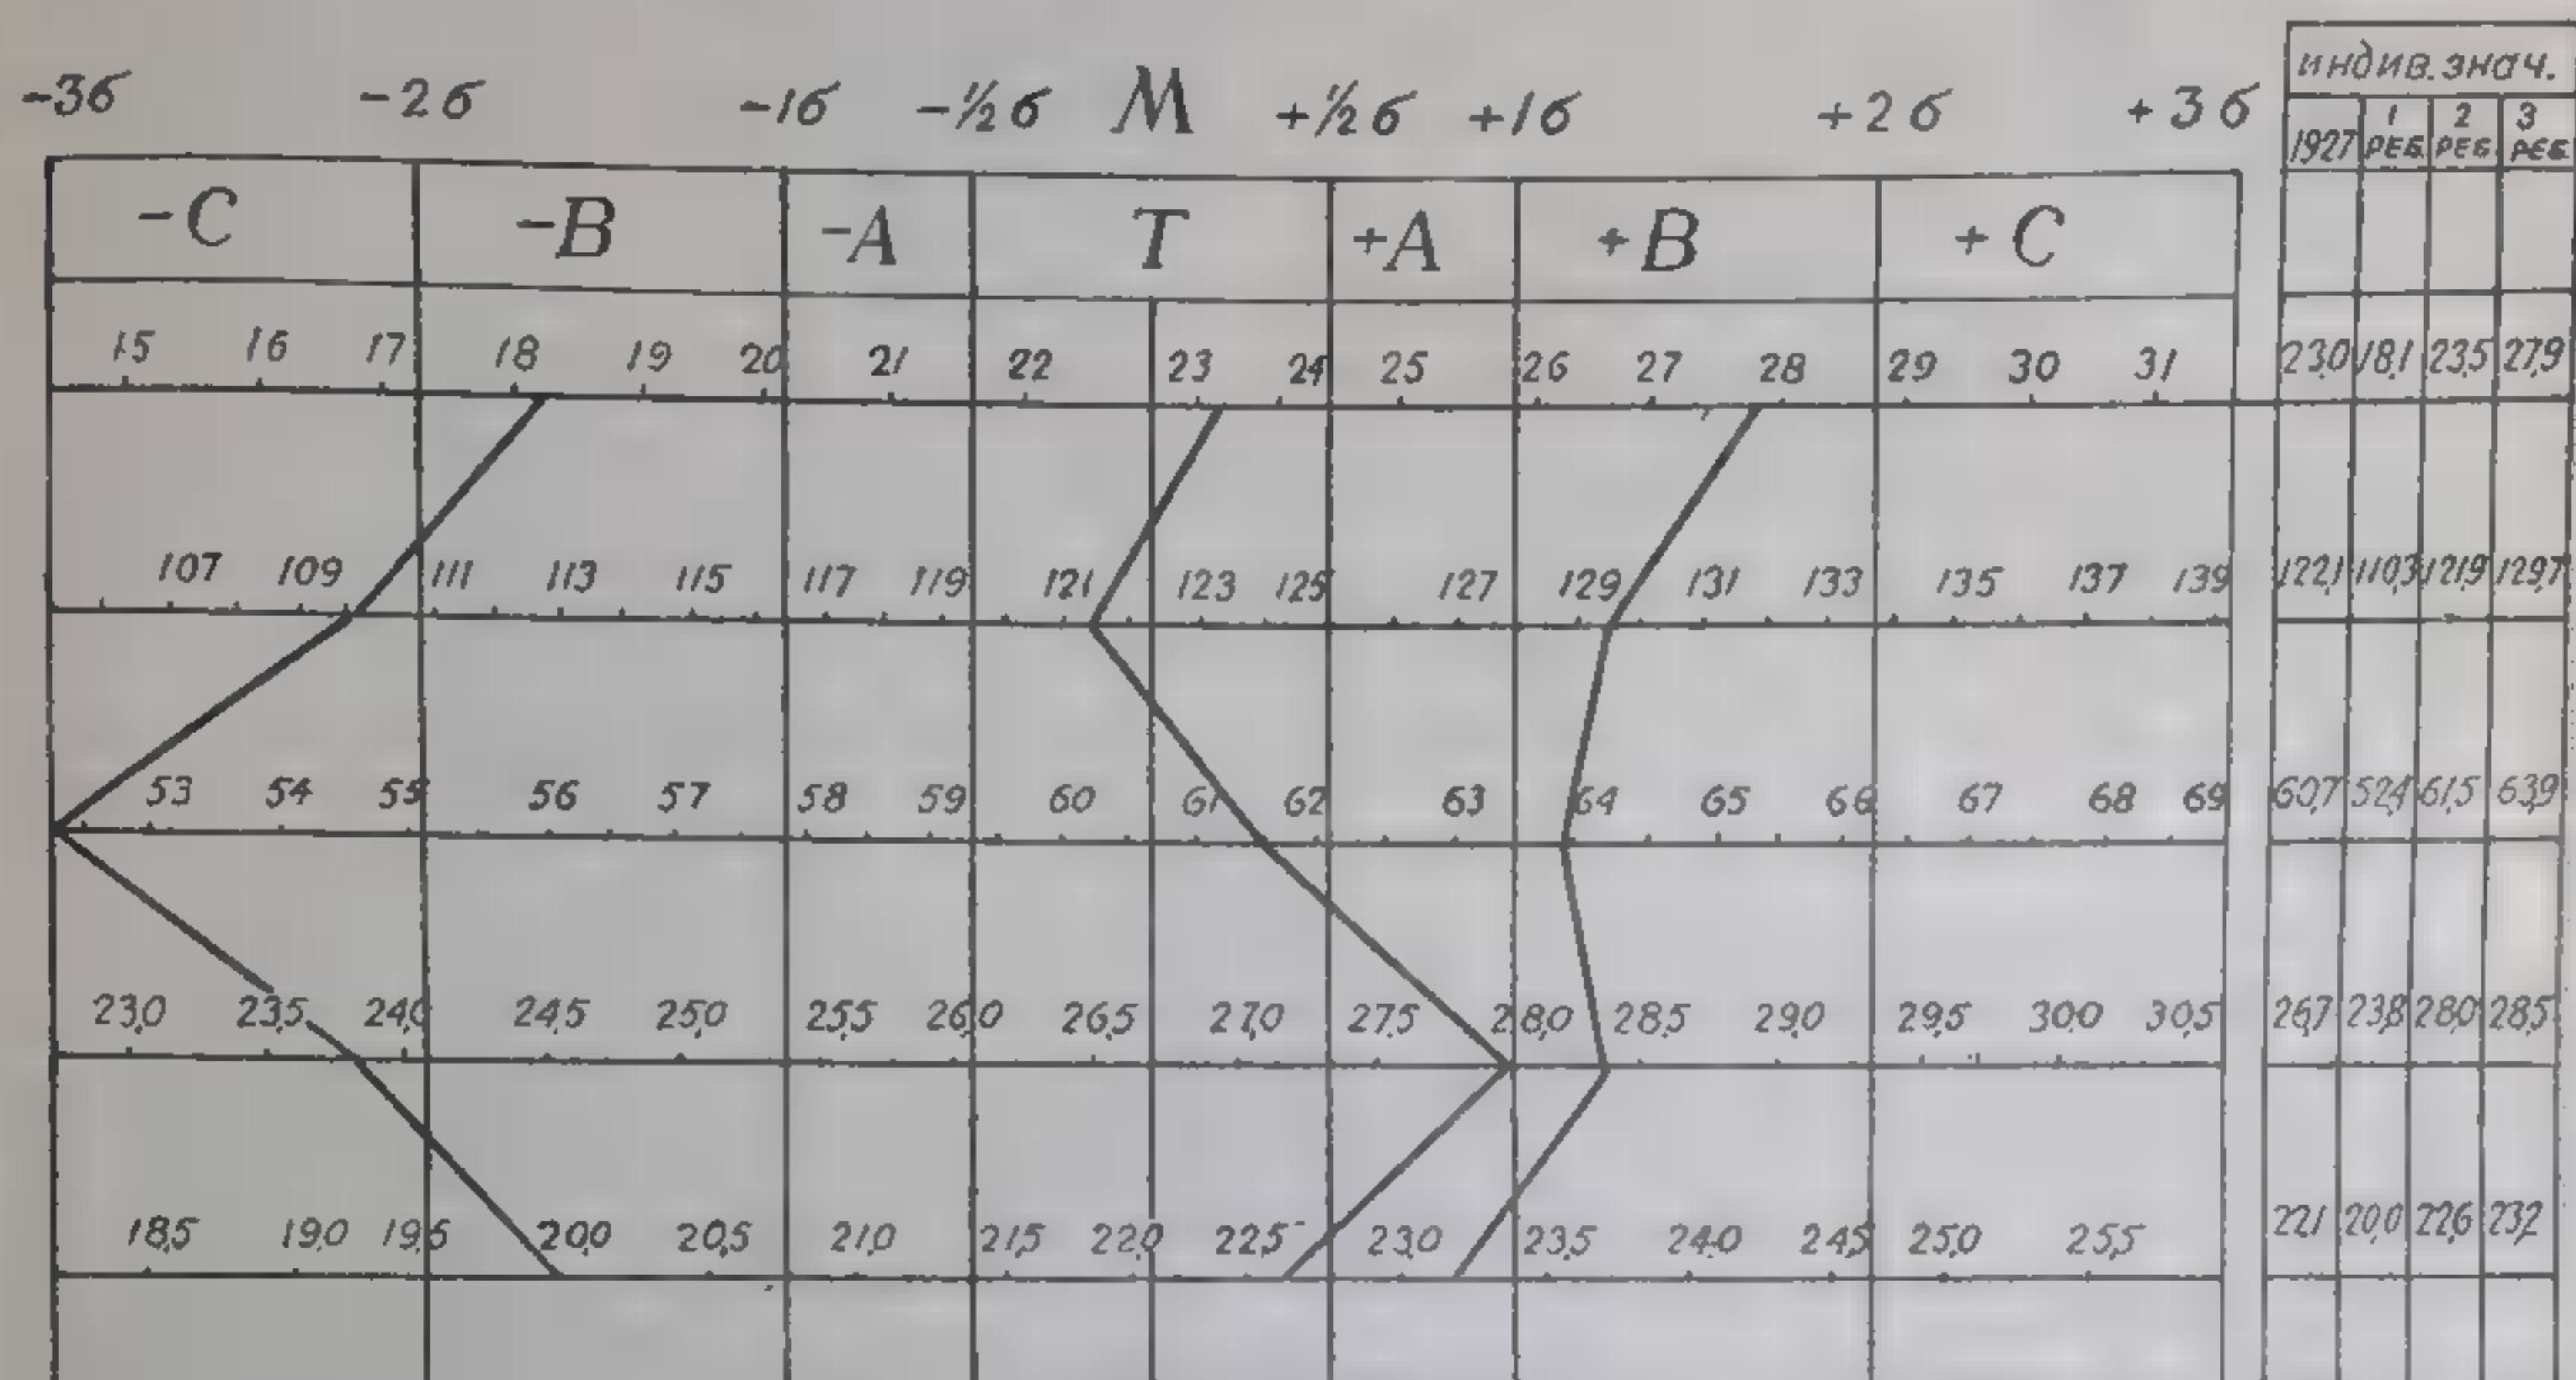 индив. знач.
-3σ -2σ -1σ -½σ M +½σ +1σ +2σ +3σ
1927 1 РЕБ. 2 РЕБ. 3 РЕБ.
-C -B -A T +A +B +C
15 16 17 18 19 20 21 22 23 24 25 26 27 28 29 30 31 23,0 18,1 23,5 27,9
107 109 111 113 115 117 119 121 123 125 127 129 131 133 135 137 139 122,1 110,3 121,9 129,7
53 54 55 56 57 58 59 60 61 62 63 64 65 66 67 68 69 60,7 52,4 61,5 63,9
23,0 23,5 24,0 24,5 25,0 25,5 26,0 26,5 27,0 27,5 28,0 28,5 29,0 29,5 30,0 30,5 26,7 23,8 28,0 28,5
18,5 19,0 19,5 20,0 20,5 21,0 21,5 22,0 22,5 23,0 23,5 24,0 24,5 25,0 25,5 22,1 20,0 22,6 23,2